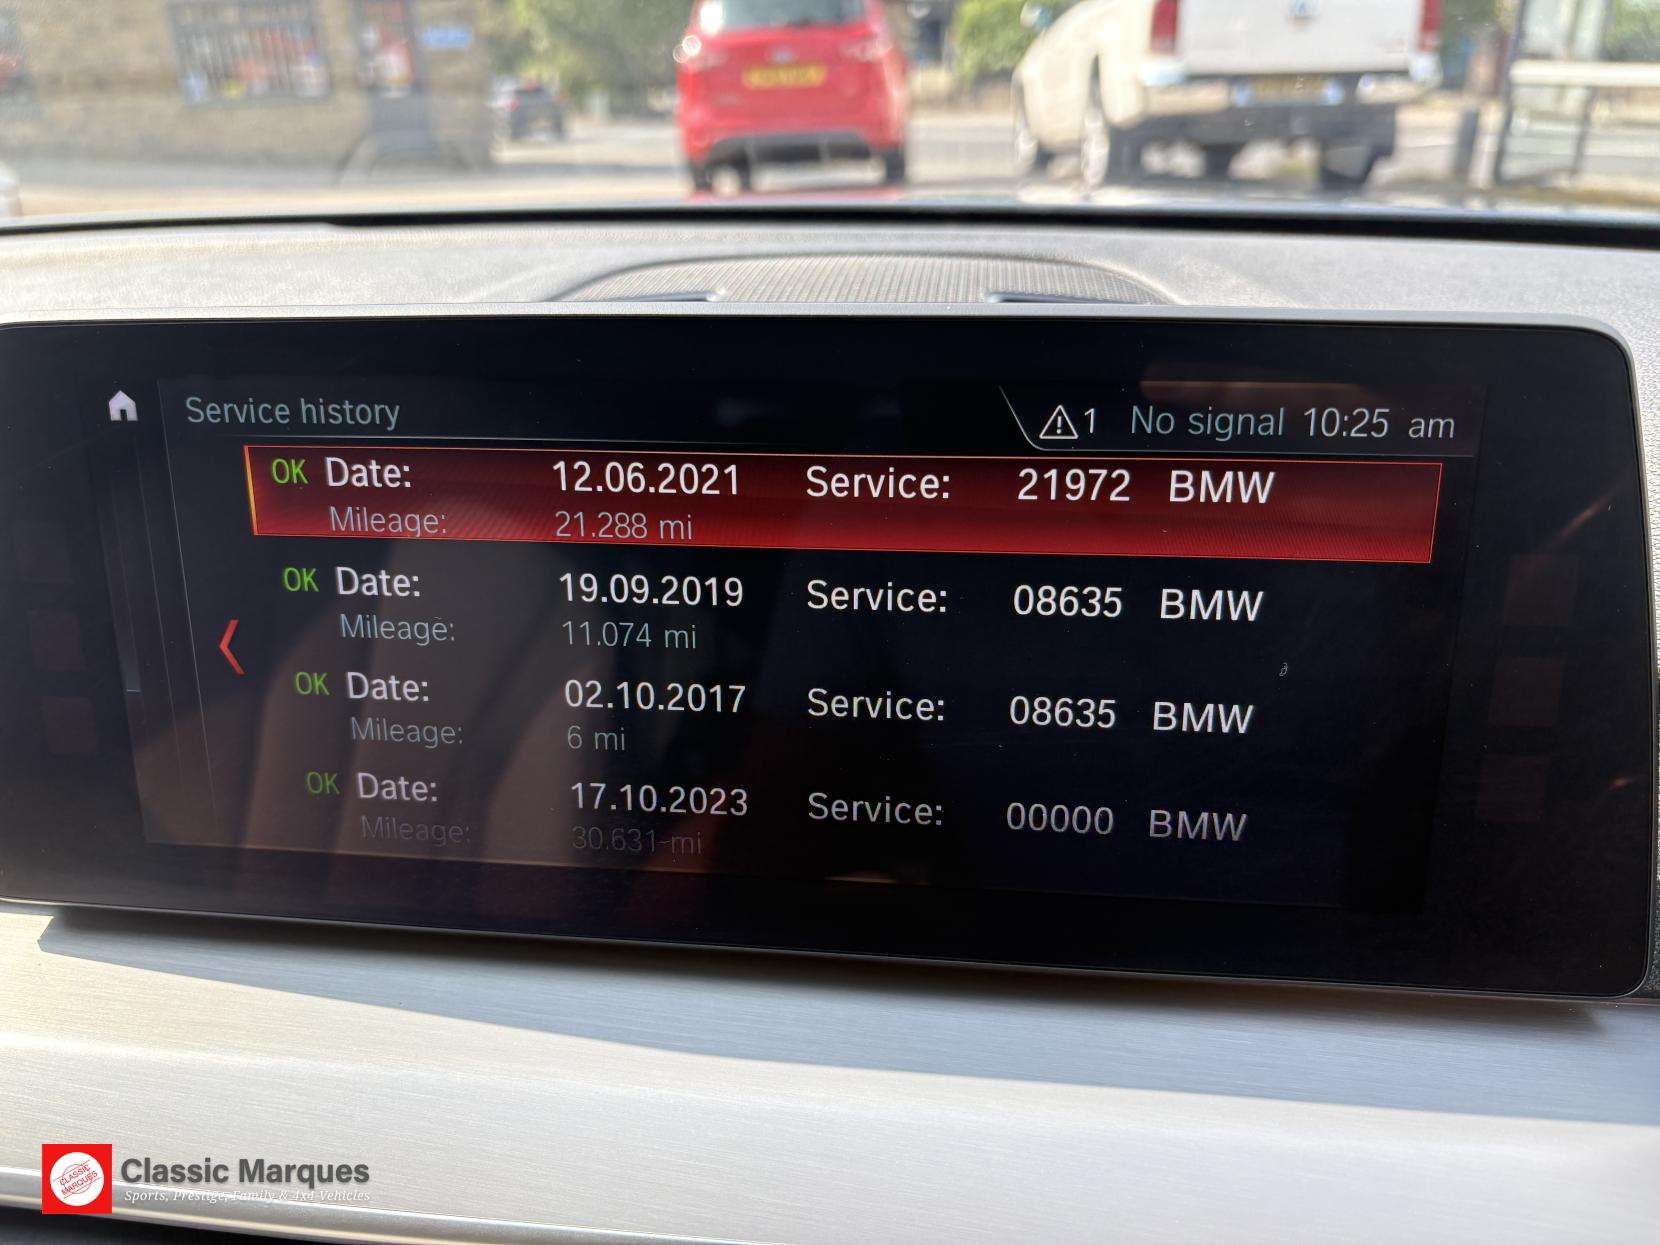 Service history
1 No signal 10:25 am
OK Date: 12.06.2021 Service: 21972 BMW
Mileage: 21.288 mi
OK Date: 19.09.2019 Service: 08635 BMW
Mileage: 11.074 mi
OK Date: 02.10.2017 Service: 08635 BMW
Mileage: 6 mi
OK Date: 17.10.2023 Service: 00000 BMW
Mileage: 30.631 mi
CLASSIC MARQUES
Classic Marques
Sports, Prestige, Family & 4x4 Vehicles